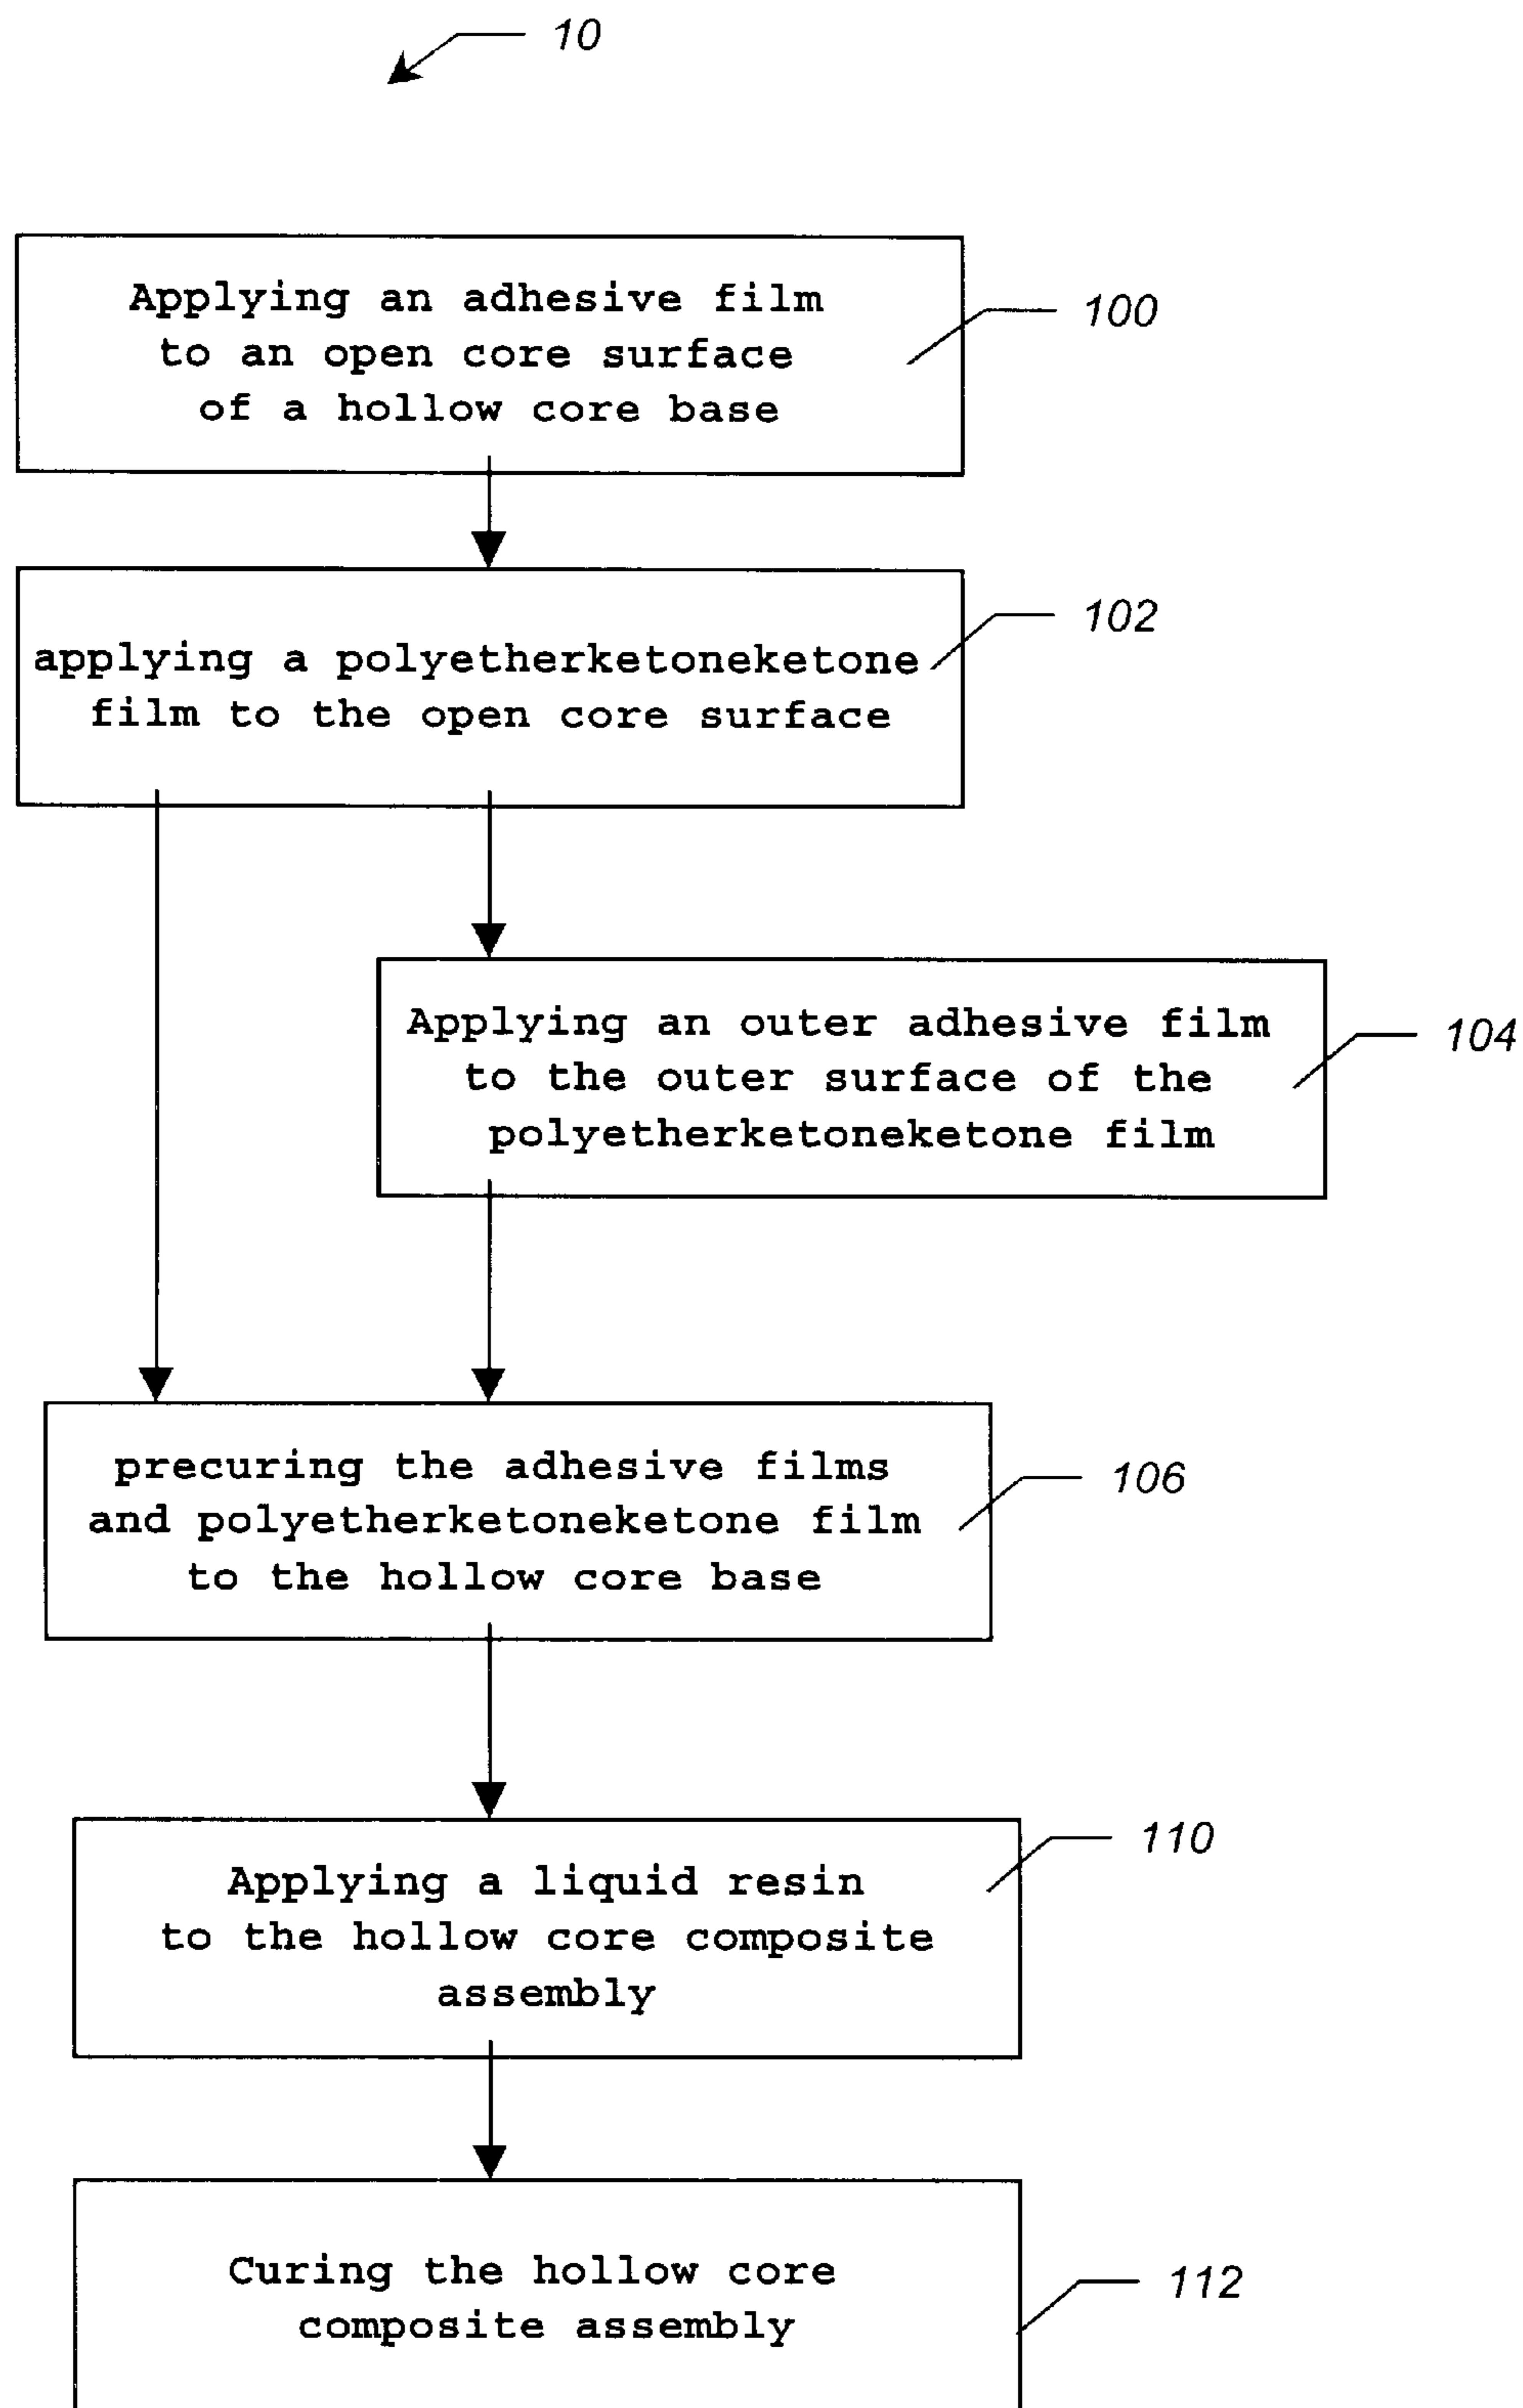 10
Applying an adhesive film
to an open core surface
of a hollow core base
100
applying a polyetherketoneketone
film to the open core surface
102
Applying an outer adhesive film
to the outer surface of the
polyetherketoneketone film
104
precuring the adhesive films
and polyetherketoneketone film
to the hollow core base
106
Applying a liquid resin
to the hollow core composite
assembly
110
Curing the hollow core
composite assembly
112